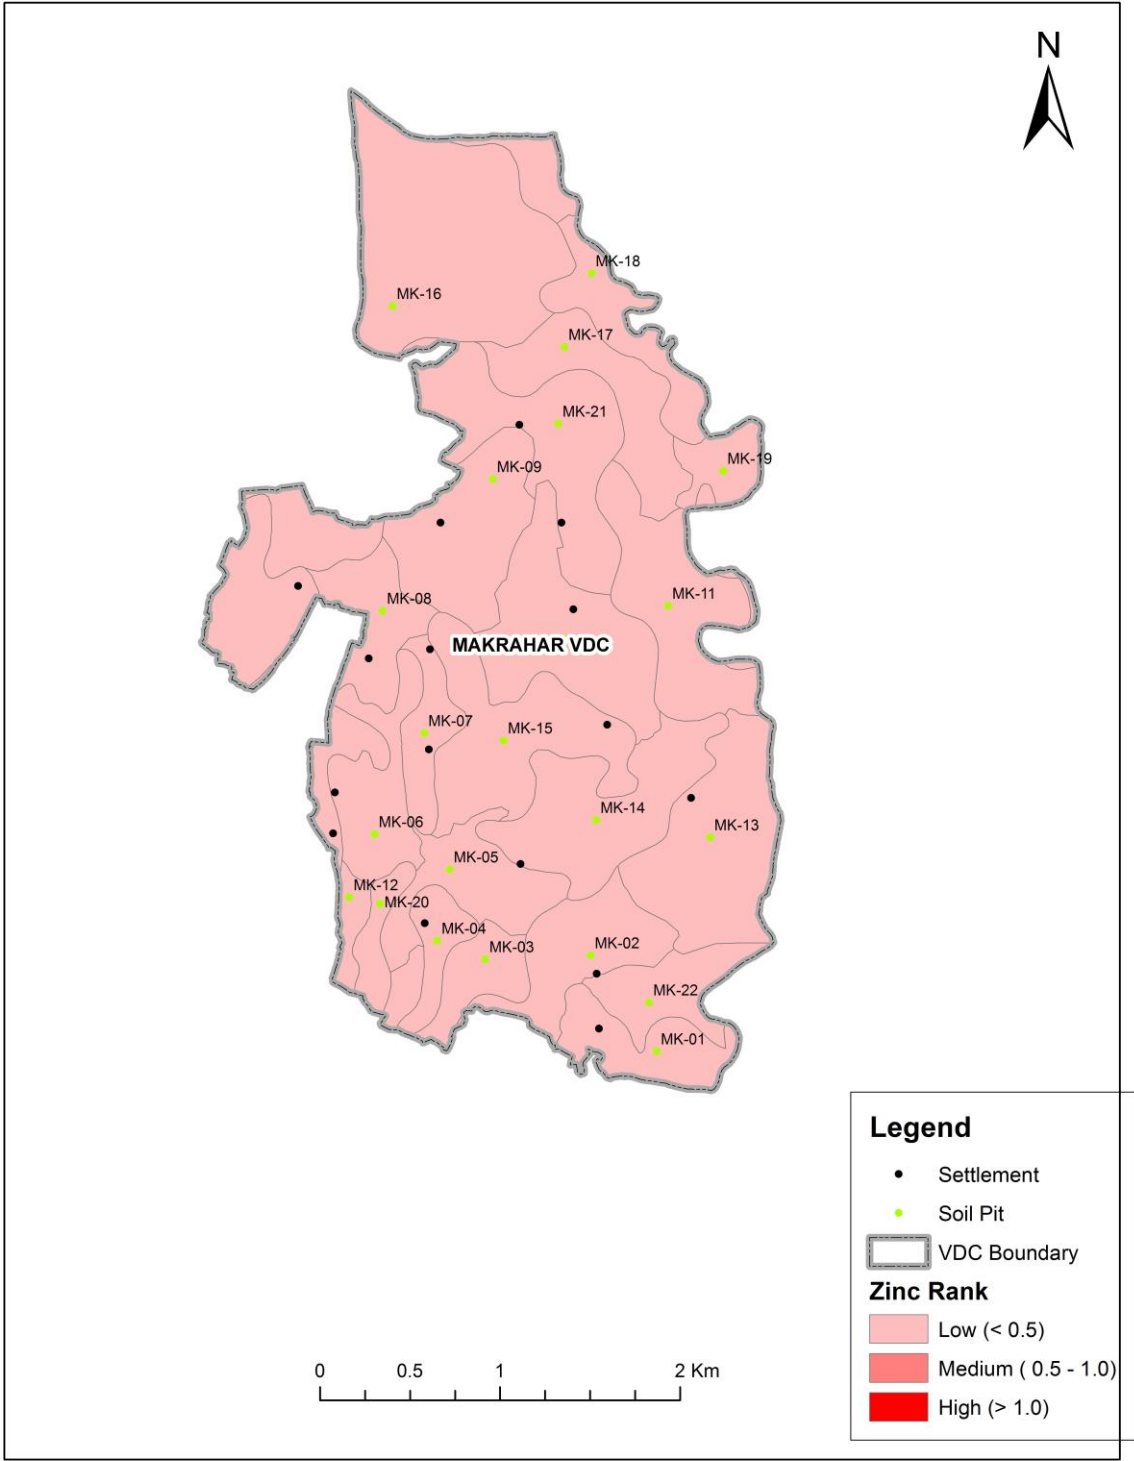 N
MK-18
MK-16
MK-17
MK-21
MK-19
MK-09
MK-11
MK-08
MAKRAHAR VDC
MK-07
MK-15
MK-14
MK-06
MK-13
MK-05
MK-12
MK-20
MK-04
MK-03
MK-02
MK-22
MK-01
Legend
Settlement
Soil Pit
VDC Boundary
Zinc Rank
Low (< 0.5)
Medium ( 0.5 - 1.0)
High (> 1.0)
0 0.5 1 2 Km